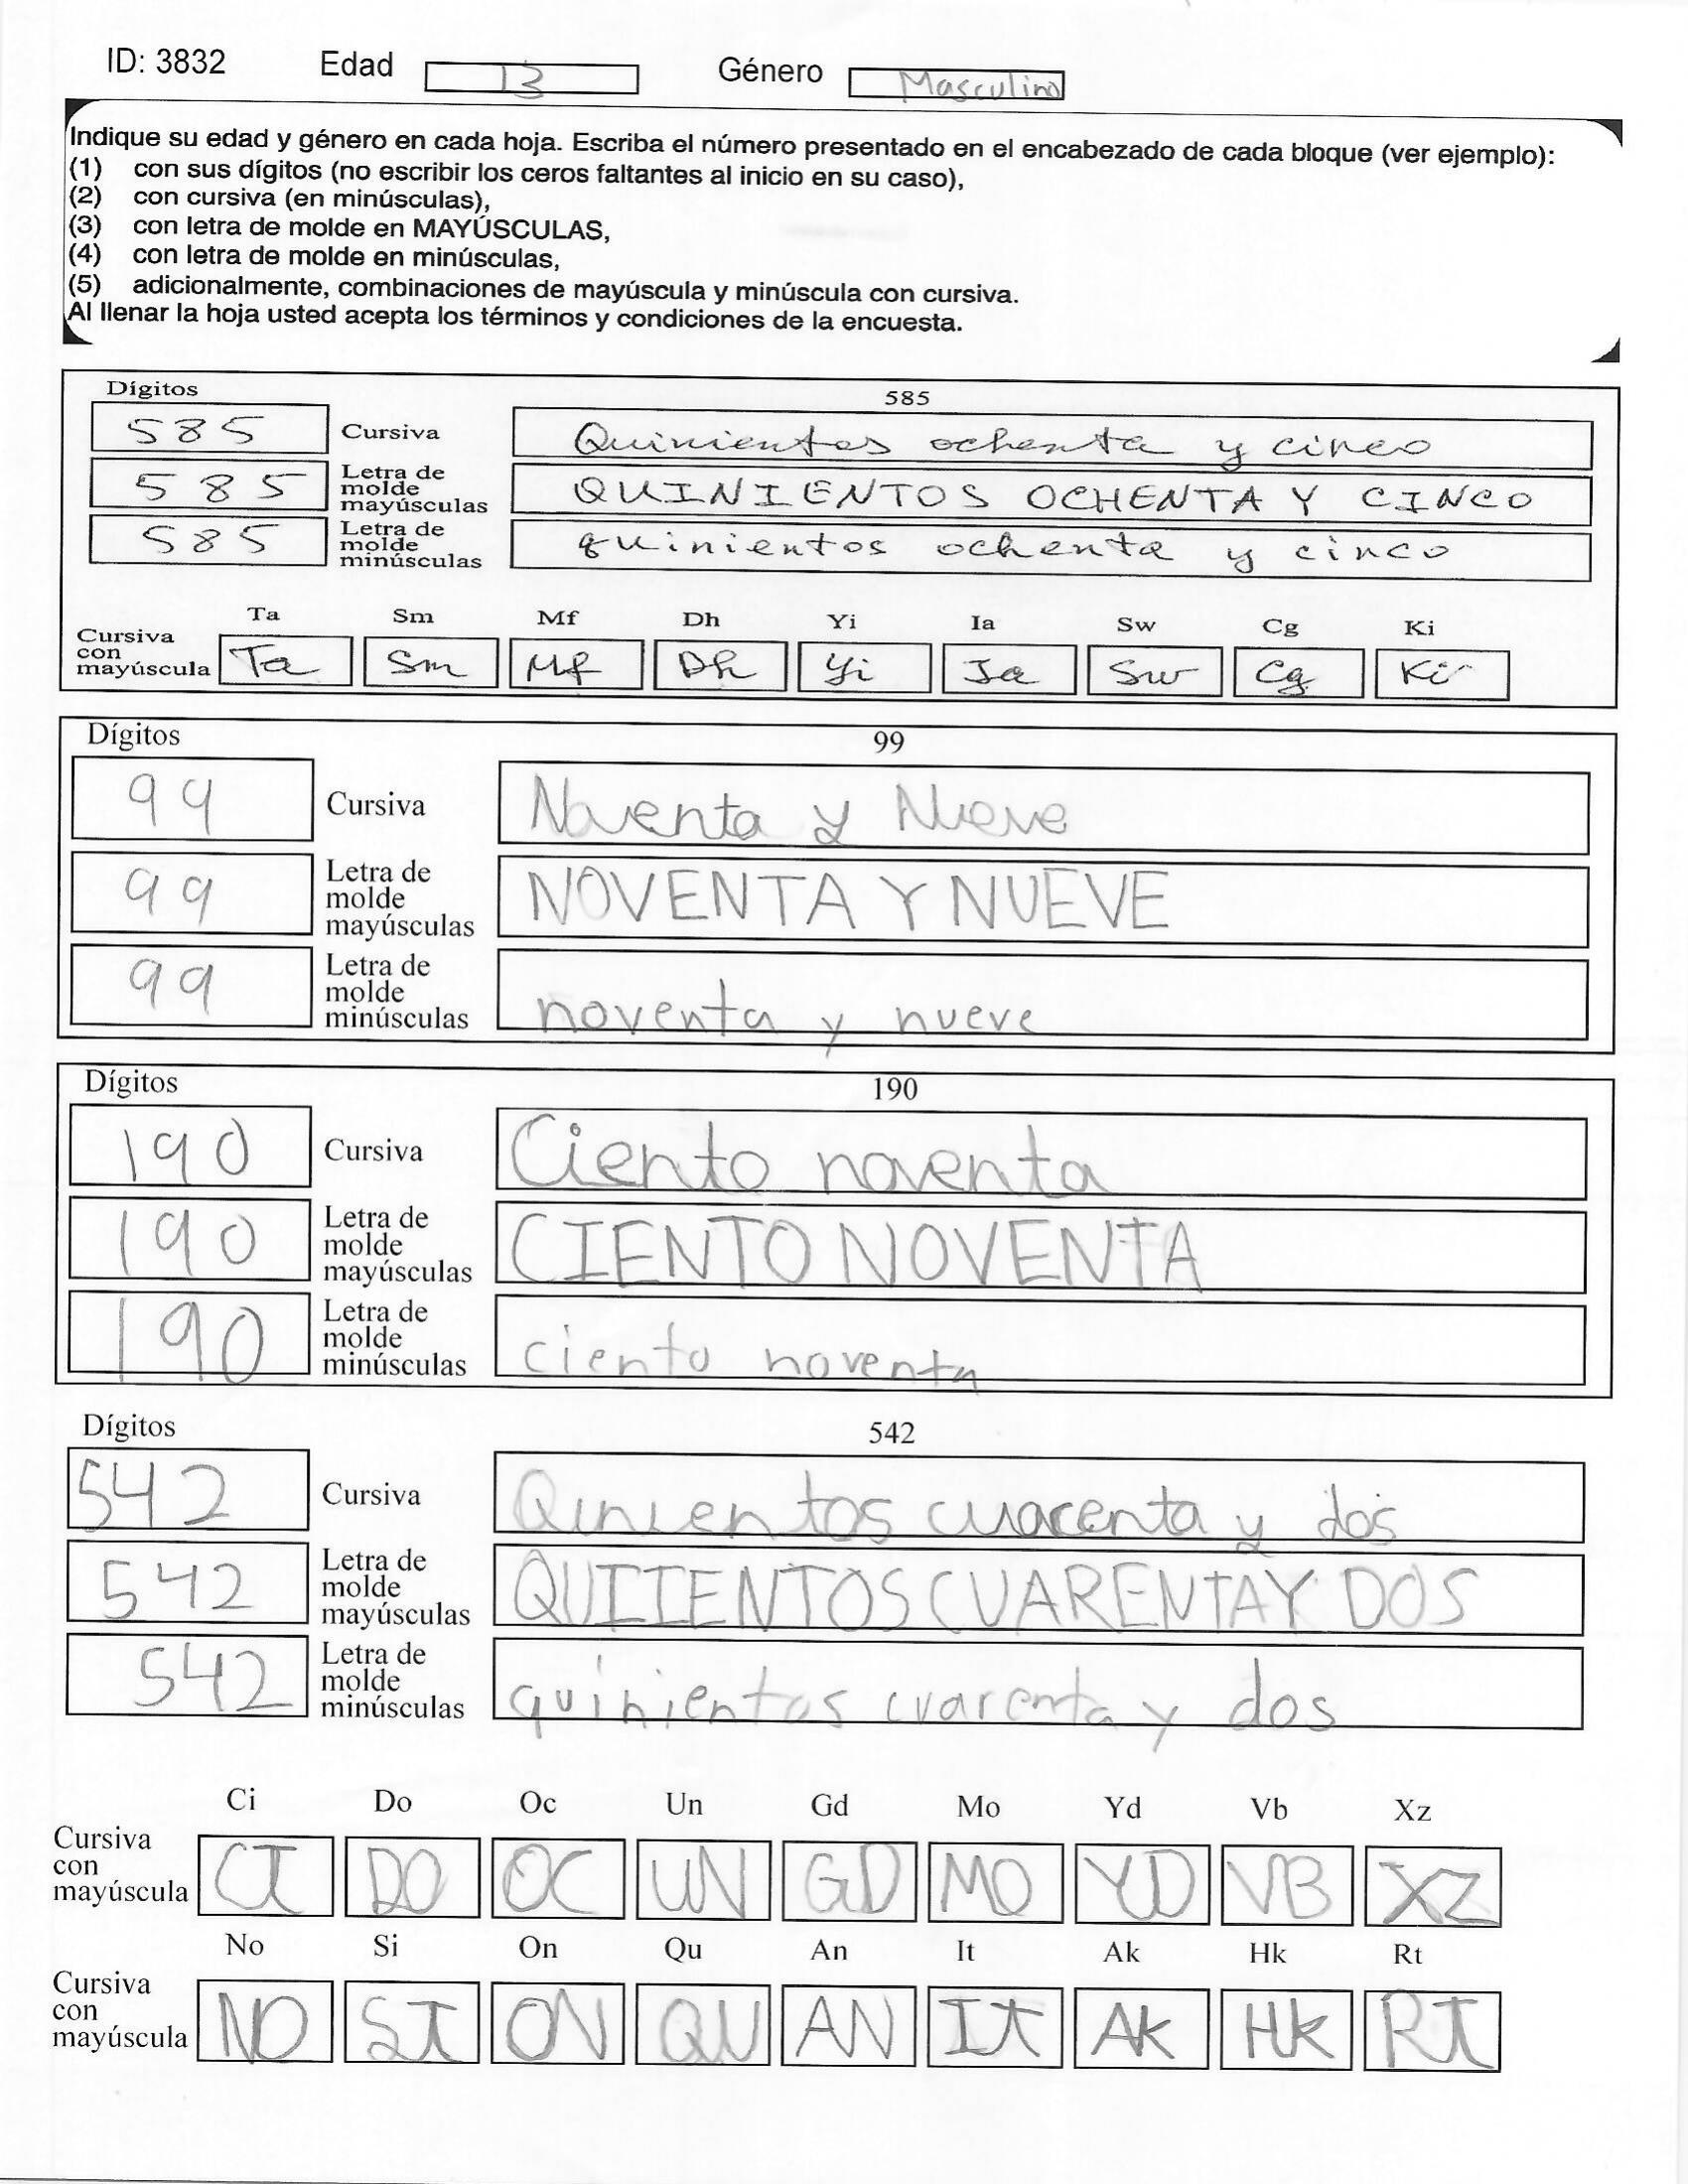 ID: 3832 Edad 13 Género Masculino
Indique su edad y género en cada hoja. Escriba el número presentado en el encabezado de cada bloque (ver ejemplo):
(1) con sus dígitos (no escribir los ceros faltantes al inicio en su caso),
(2) con cursiva (en minúsculas),
(3) con letra de molde en MAYÚSCULAS,
(4) con letra de molde en minúsculas,
(5) adicionalmente, combinaciones de mayúscula y minúscula con cursiva.
Al llenar la hoja usted acepta los términos y condiciones de la encuesta.
Dígitos 585
585 Cursiva Quinientos ochenta y cinco
585 Letra de molde mayúsculas QUINIENTOS OCHENTA Y CINCO
585 Letra de molde minúsculas quinientos ochenta y cinco
Ta Sm Mf Dh Yi Ia Sw Cg Ki
Cursiva con mayúscula Ta Sm Mf Dh Yi Ia Sw Cg Ki
Dígitos 99
99 Cursiva Noventa y Nueve
99 Letra de molde mayúsculas NOVENTA Y NUEVE
99 Letra de molde minúsculas noventa y nueve
Dígitos 190
190 Cursiva Ciento noventa
190 Letra de molde mayúsculas CIENTO NOVENTA
190 Letra de molde minúsculas ciento noventa
Dígitos 542
542 Cursiva Qinientos cuarenta y dos
542 Letra de molde mayúsculas QUIIENTOS CUARENTA Y DOS
542 Letra de molde minúsculas quinientos cuarenta y dos
Ci Do Oc Un Gd Mo Yd Vb Xz
Cursiva con mayúscula CI DO OC UN GD MO YD VB XZ
No Si On Qu An It Ak Hk Rt
Cursiva con mayúscula NO SI ON QU AN It Ak Hk Rt